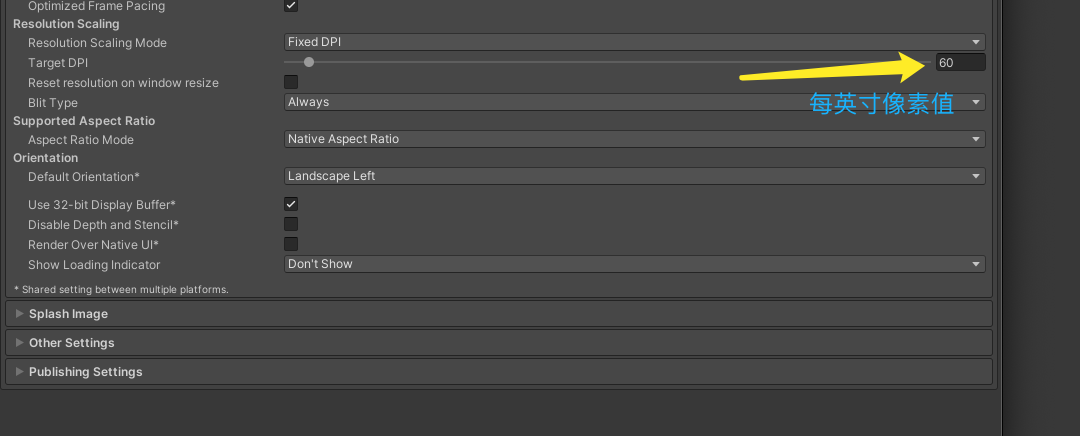 Optimized Frame Pacing
Resolution Scaling
Resolution Scaling Mode Fixed DPI
Target DPI 60
Reset resolution on window resize
每英寸像素值
Blit Type Always
Supported Aspect Ratio
Aspect Ratio Mode Native Aspect Ratio
Orientation
Default Orientation* Landscape Left
Use 32-bit Display Buffer*
Disable Depth and Stencil*
Render Over Native UI*
Show Loading Indicator Don't Show
* Shared setting between multiple platforms.
Splash Image
Other Settings
Publishing Settings